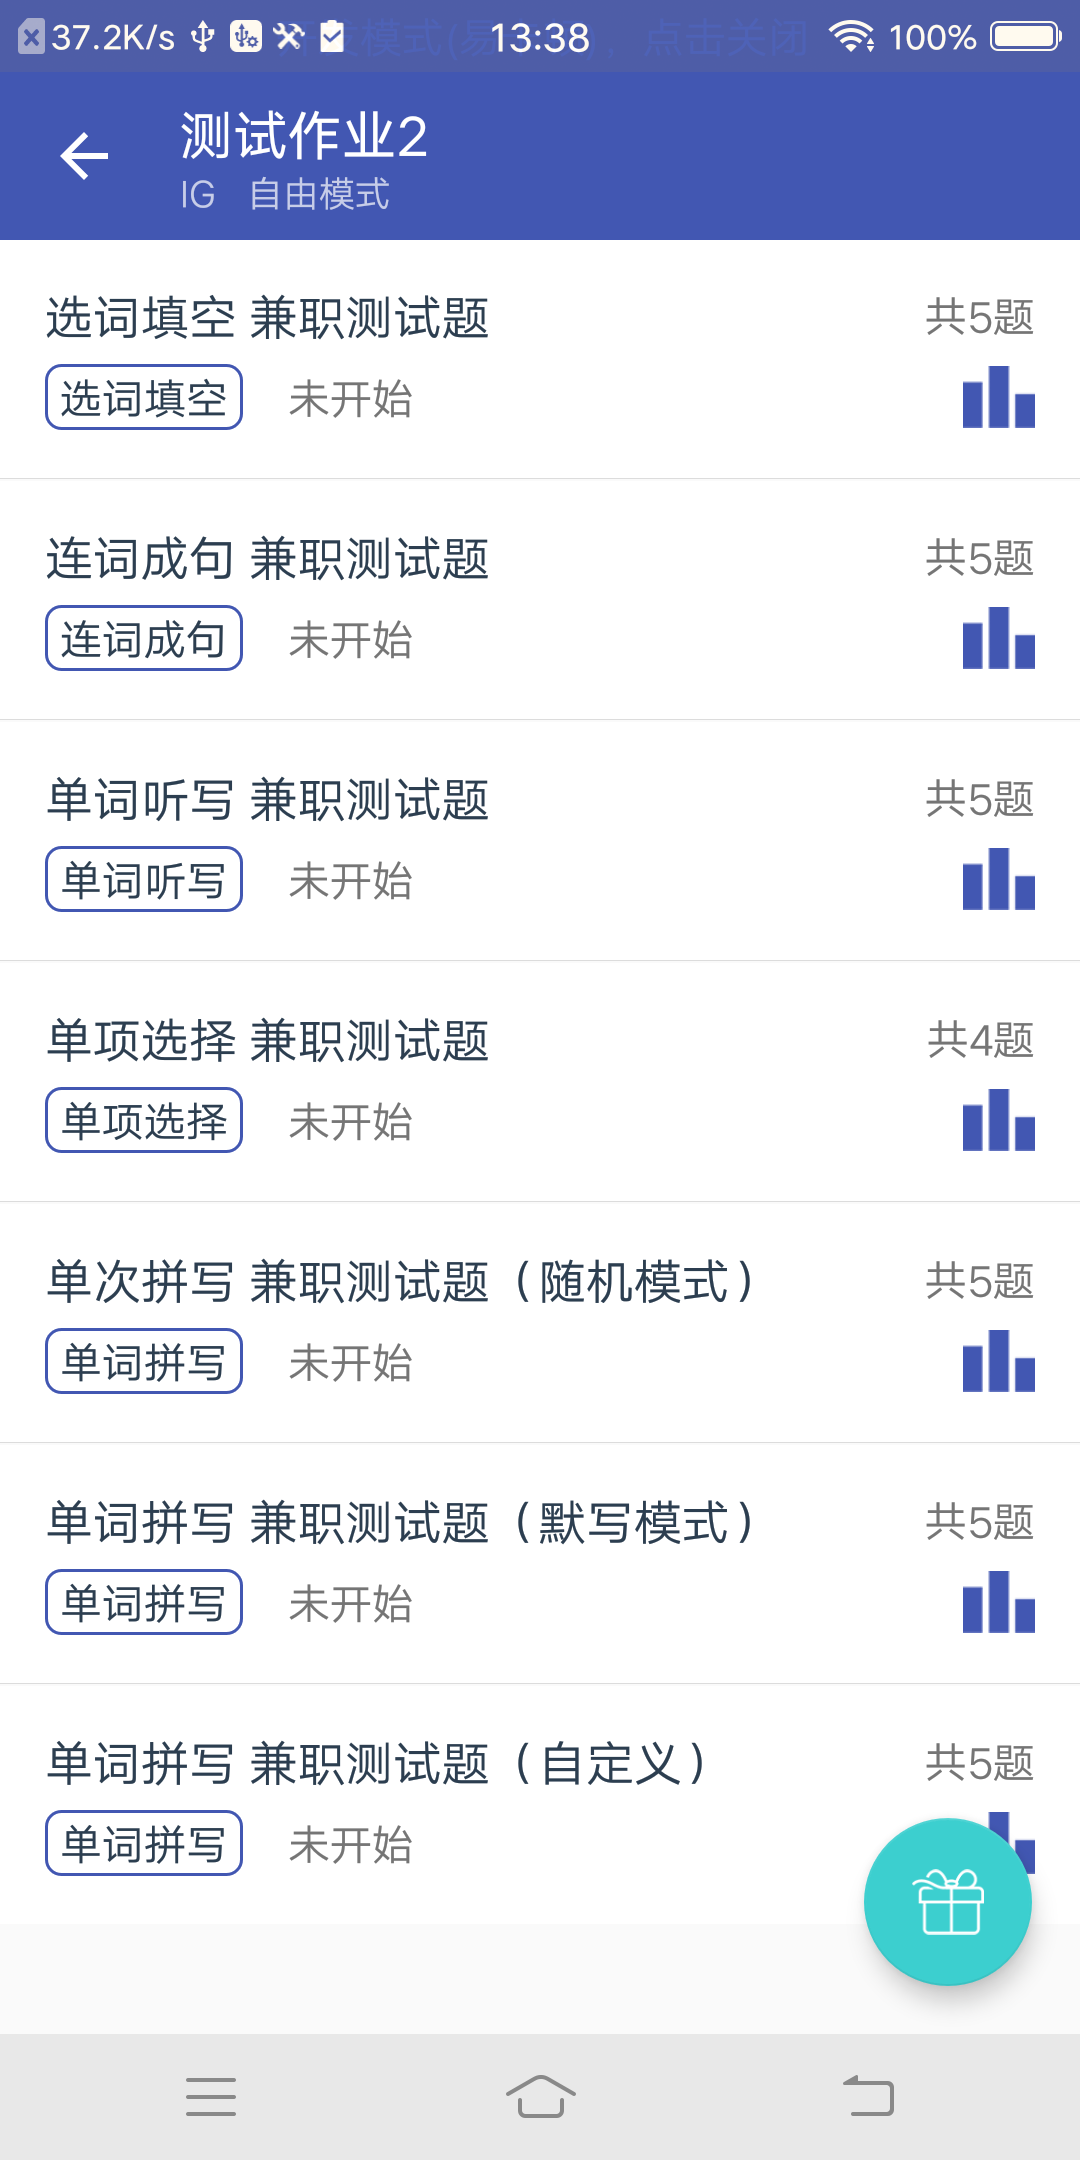 37.2K/s 模式(易 13:38 ，点击关闭 100%
测试作业2
IG 自由模式
选词填空 兼职测试题 共5题
选词填空 未开始
连词成句 兼职测试题 共5题
连词成句 未开始
单词听写 兼职测试题 共5题
单词听写 未开始
单项选择 兼职测试题 共4题
单项选择 未开始
单次拼写 兼职测试题（随机模式） 共5题
单词拼写 未开始
单词拼写 兼职测试题（默写模式） 共5题
单词拼写 未开始
单词拼写 兼职测试题（自定义） 共5题
单词拼写 未开始